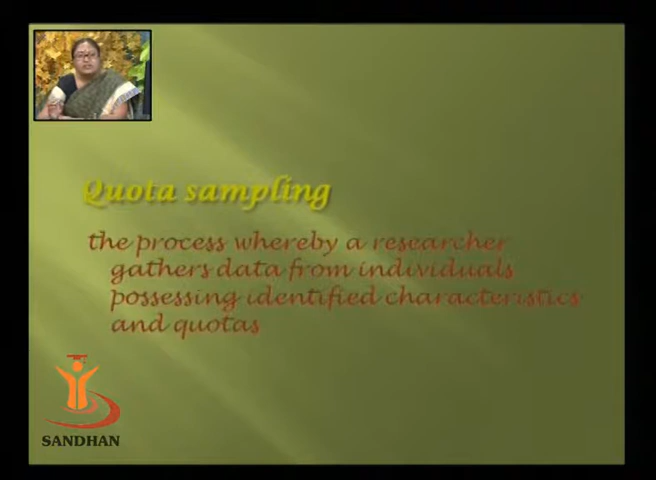 Quota sampling
the process whereby a researcher
gathers data from individuals
possessing identified characteristics
and quotas
SANDHAN